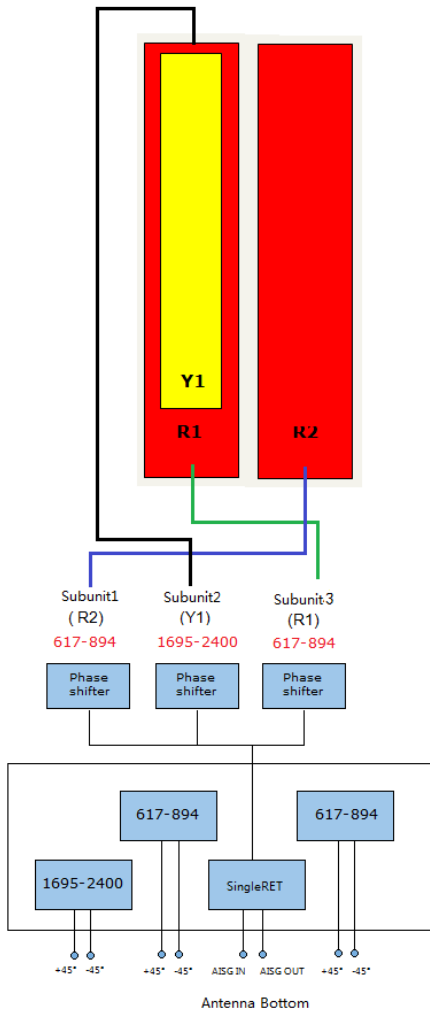 Y1
R1
R2
Subunit1
Subunit2
Subunit3
( R2)
(Y1)
(R1)
617-894
1695-2400
617-894
Phase
shifter
Phase
shifter
Phase
shifter
617-894
617-894
1695-2400
SingleRET
+45°
-45°
+45°
-45°
AISG IN
AISG OUT
+45°
-45°
Antenna Bottom